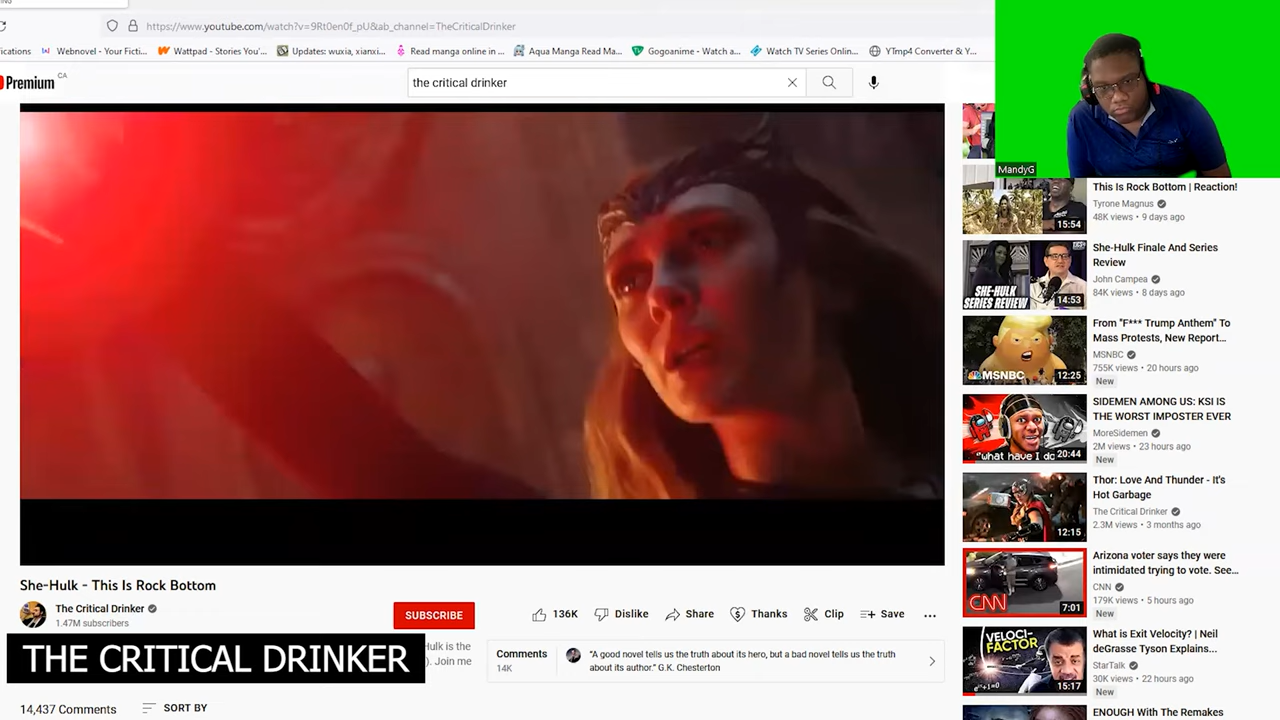 https://www.youtube.com/watch?v=9Rt0en0f_pU&ab_channel=TheCriticalDrinker
ications
Webnovel - Your Ficti...
Wattpad - Stories You'...
Updates: wuxia, xianxi...
Read manga online in ...
Aqua Manga Read Ma...
Gogoanime - Watch a...
Watch TV Series Onlin...
YTmp4 Converter & Y...
Premium CA
the critical drinker
MandyG
This Is Rock Bottom | Reaction!
Tyrone Magnus
48K views • 9 days ago
15:54
She-Hulk Finale And Series
Review
John Campea
84K views • 8 days ago
SHE-HULK
SERIES REVIEW
14:53
From "F*** Trump Anthem" To
Mass Protests, New Report...
MSNBC
755K views • 20 hours ago
New
MSNBC
12:25
SIDEMEN AMONG US: KSI IS
THE WORST IMPOSTER EVER
MoreSidemen
2M views • 23 hours ago
New
"what have I do
20:44
Thor: Love And Thunder - It's
Hot Garbage
The Critical Drinker
2.3M views • 3 months ago
12:15
Arizona voter says they were
intimidated trying to vote. See...
CNN
179K views • 5 hours ago
New
CNN
7:01
What is Exit Velocity? | Neil
deGrasse Tyson Explains...
StarTalk
30K views • 22 hours ago
New
VELOCI-
FACTOR
15:17
ENOUGH With The Remakes
She-Hulk - This Is Rock Bottom
The Critical Drinker
1.47M subscribers
SUBSCRIBE
136K
Dislike
Share
Thanks
Clip
Save
Hulk is the
). Join me
THE CRITICAL DRINKER
Comments
14K
"A good novel tells us the truth about its hero, but a bad novel tells us the truth
about its author." G.K. Chesterton
14,437 Comments
SORT BY